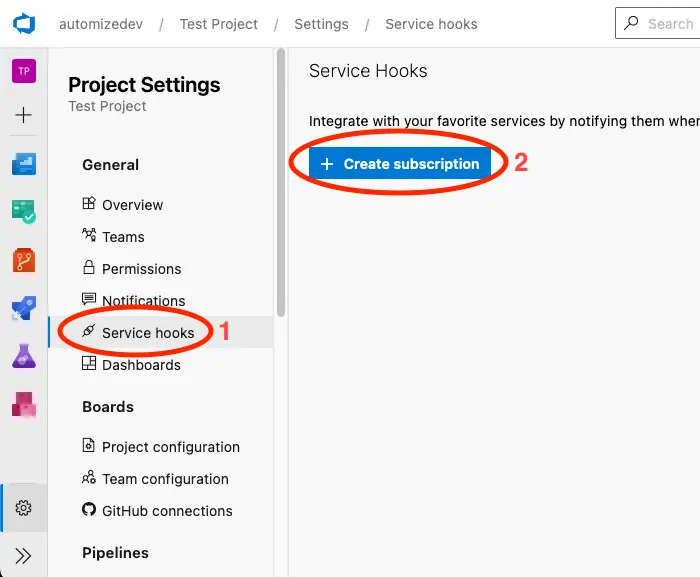 automizedev / Test Project / Settings / Service hooks
Search
TP
Project Settings
Test Project
General
Overview
Teams
Permissions
Notifications
Service hooks 1
Dashboards
Boards
Project configuration
Team configuration
GitHub connections
Pipelines
Service Hooks
Integrate with your favorite services by notifying them when
+ Create subscription 2